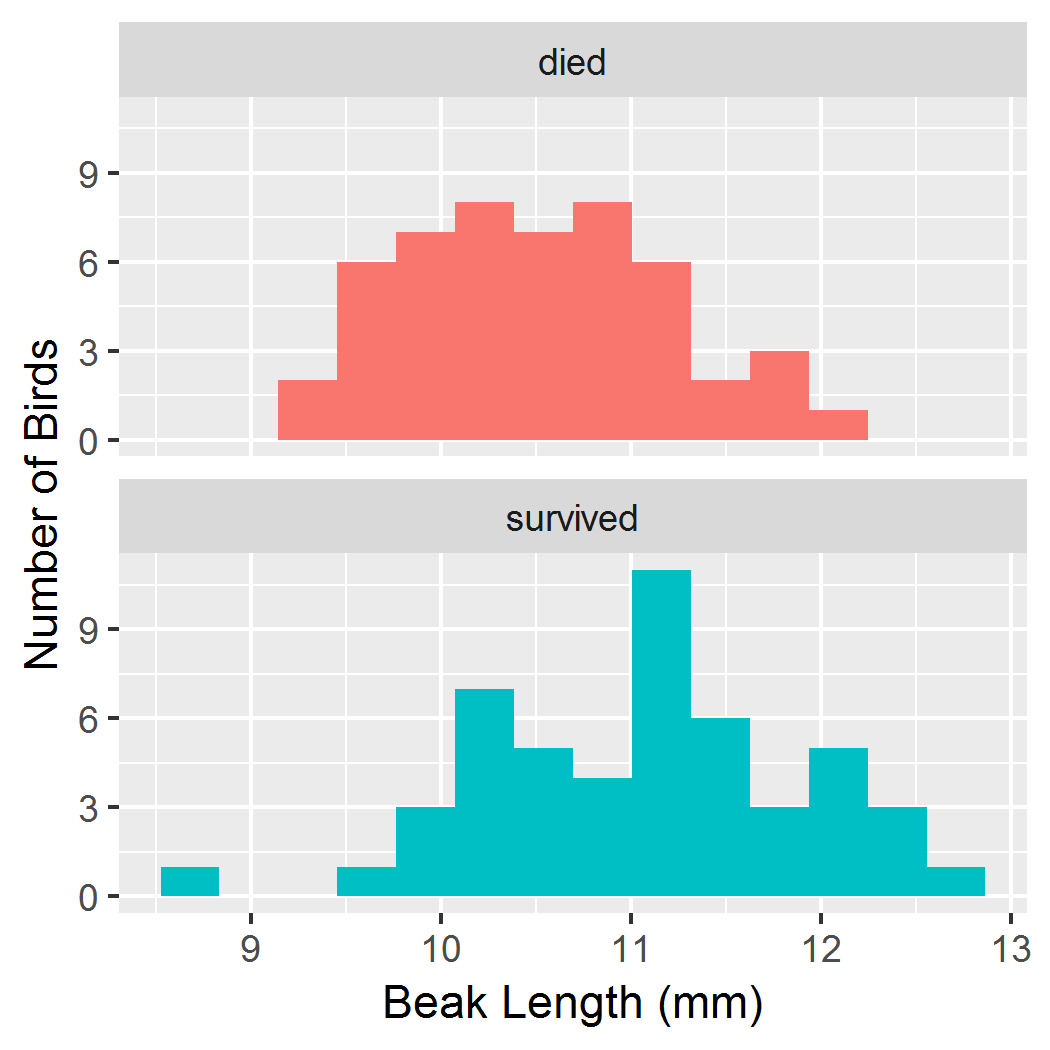 died
9
6
3
0
Number of Birds
survived
9
6
3
0
9 10 11 12 13
Beak Length (mm)